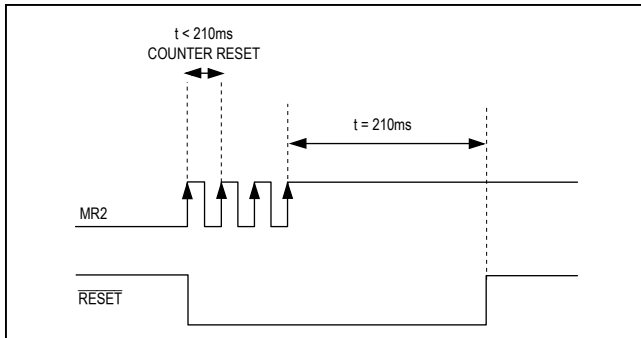 t < 210ms
COUNTER RESET
t = 210ms
MR2
RESET